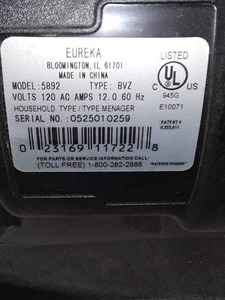 EUREKA
BLOOMINGTON, IL 61701
MADE IN CHINA
MODEL: 5892 TYPE: BVZ
VOLTS 120 AC AMPS 12.0 60 Hz
HOUSEHOLD TYPE / TYPE MENAGER
SERIAL NO.: 0525010259
0 23169 11722 8
FOR PARTS OR SERVICE INFORMATION CALL
(TOLL FREE) 1-800-282-2886
LISTED
UL
®
945G
E10071
PATENT #
"PATENTS PENDING"